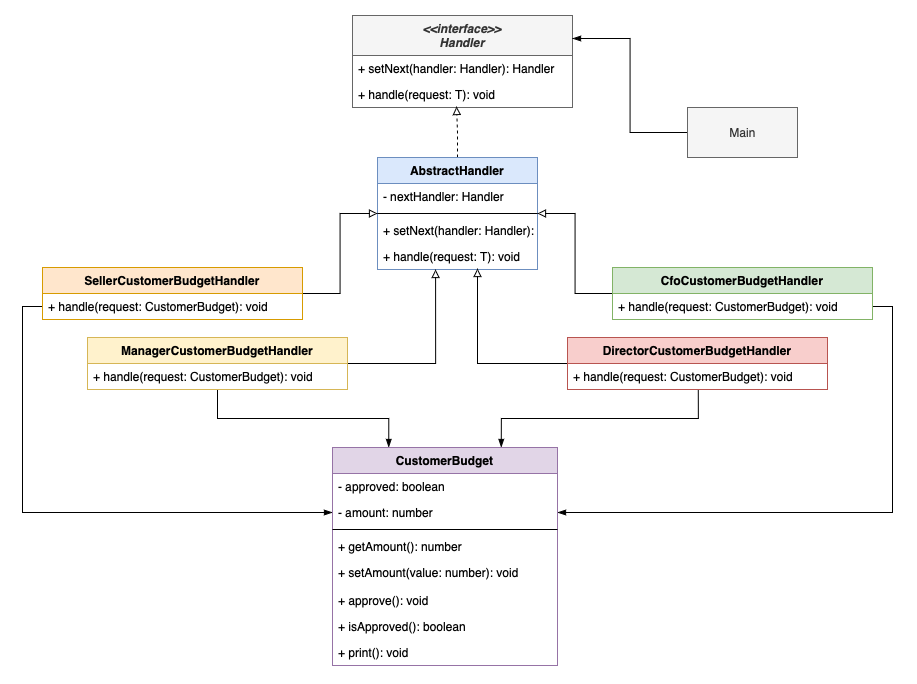 <<interface>>
Handler
+ setNext(handler: Handler): Handler
+ handle(request: T): void
Main
AbstractHandler
- nextHandler: Handler
+ setNext(handler: Handler):
+ handle(request: T): void
SellerCustomerBudgetHandler
+ handle(request: CustomerBudget): void
CfoCustomerBudgetHandler
+ handle(request: CustomerBudget): void
ManagerCustomerBudgetHandler
+ handle(request: CustomerBudget): void
DirectorCustomerBudgetHandler
+ handle(request: CustomerBudget): void
CustomerBudget
- approved: boolean
- amount: number
+ getAmount(): number
+ setAmount(value: number): void
+ approve(): void
+ isApproved(): boolean
+ print(): void